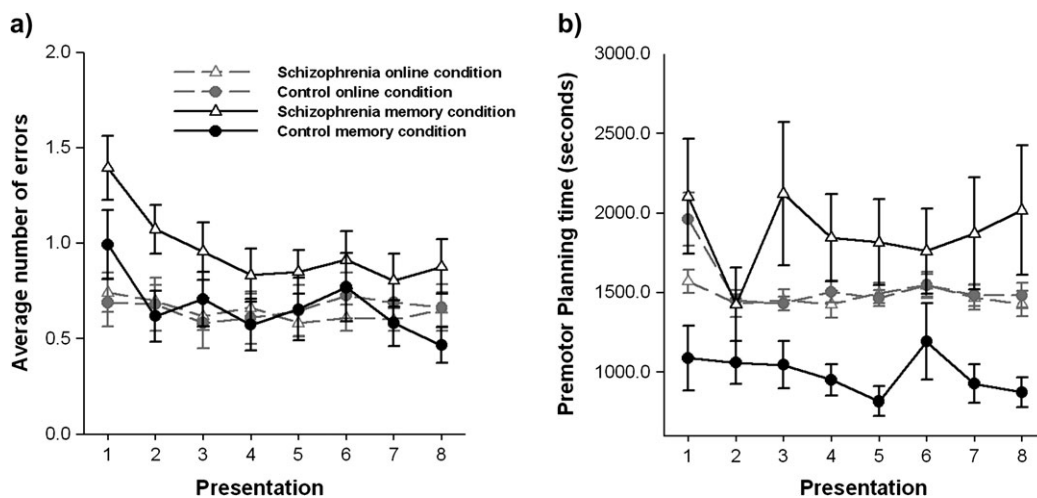 a)
2.0
1.5
1.0
0.5
0.0
Average number of errors
Schizophrenia online condition
Control online condition
Schizophrenia memory condition
Control memory condition
1 2 3 4 5 6 7 8
Presentation
b)
3000.0
2500.0
2000.0
1500.0
1000.0
Premotor Planning time (seconds)
1 2 3 4 5 6 7 8
Presentation